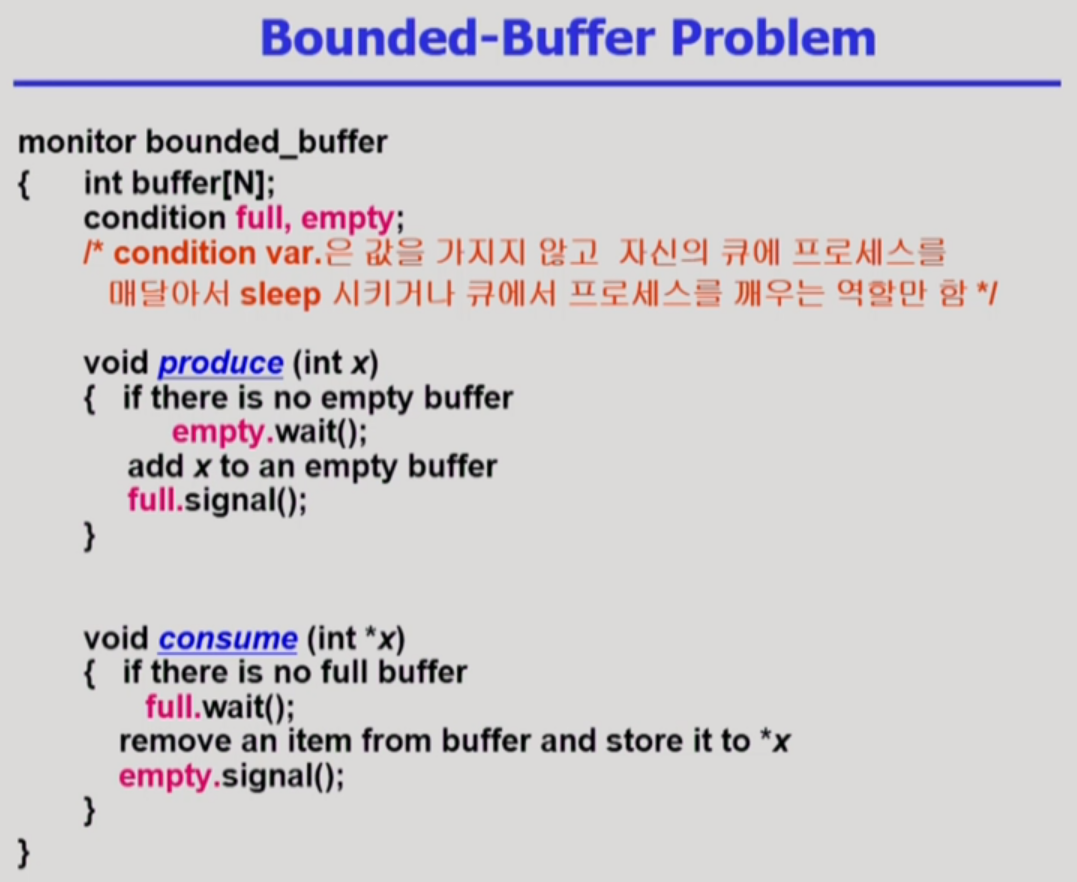 Bounded-Buffer Problem
monitor bounded_buffer
{ int buffer[N];
condition full, empty;
/* condition var.은 값을 가지지 않고 자신의 큐에 프로세스를
매달아서 sleep 시키거나 큐에서 프로세스를 깨우는 역할만 함 */
void produce (int x)
{ if there is no empty buffer
empty.wait();
add x to an empty buffer
full.signal();
}
void consume (int *x)
{ if there is no full buffer
full.wait();
remove an item from buffer and store it to *x
empty.signal();
}
}